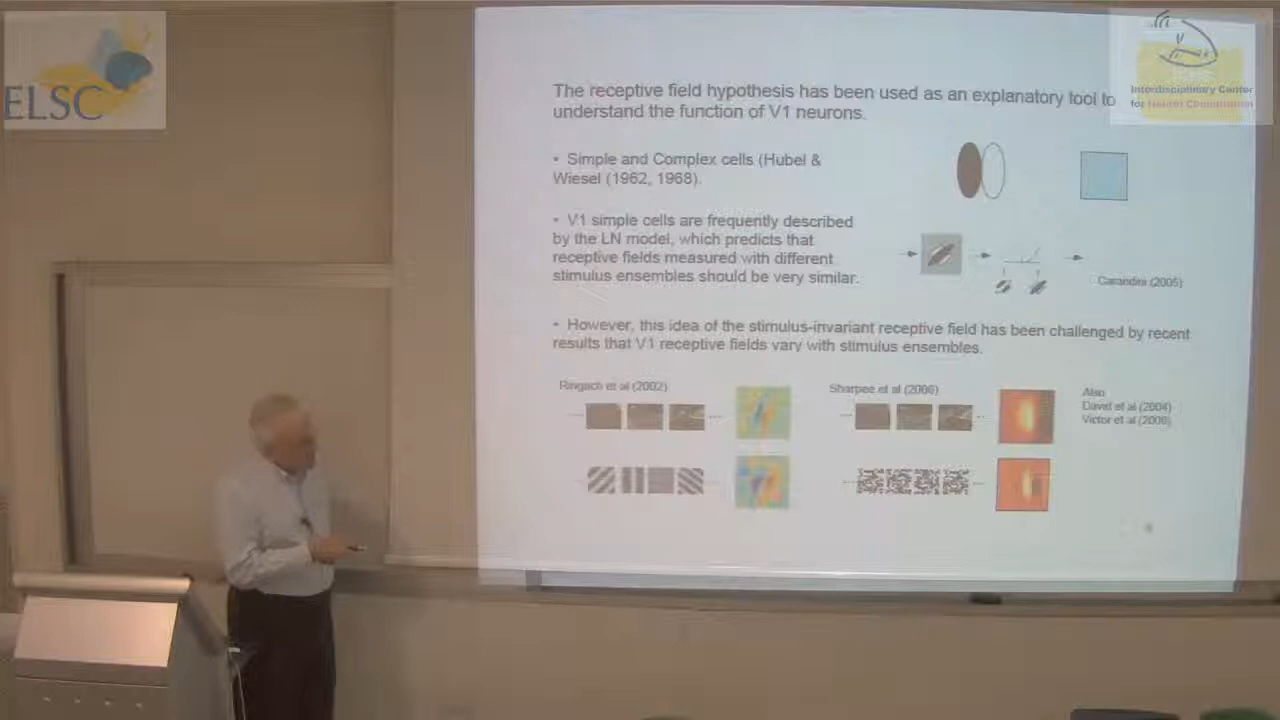 ELSC
Interdisciplinary Center
for Neural Computation
The receptive field hypothesis has been used as an explanatory tool to
understand the function of V1 neurons.
• Simple and Complex cells (Hubel &
Wiesel (1962, 1968).
• V1 simple cells are frequently described
by the LN model, which predicts that
receptive fields measured with different
stimulus ensembles should be very similar.
Carandini (2005)
• However, this idea of the stimulus-invariant receptive field has been challenged by recent
results that V1 receptive fields vary with stimulus ensembles.
Ringach et al (2002)
Sharpee et al (2006)
Also
David et al (2004)
Victor et al (2006)